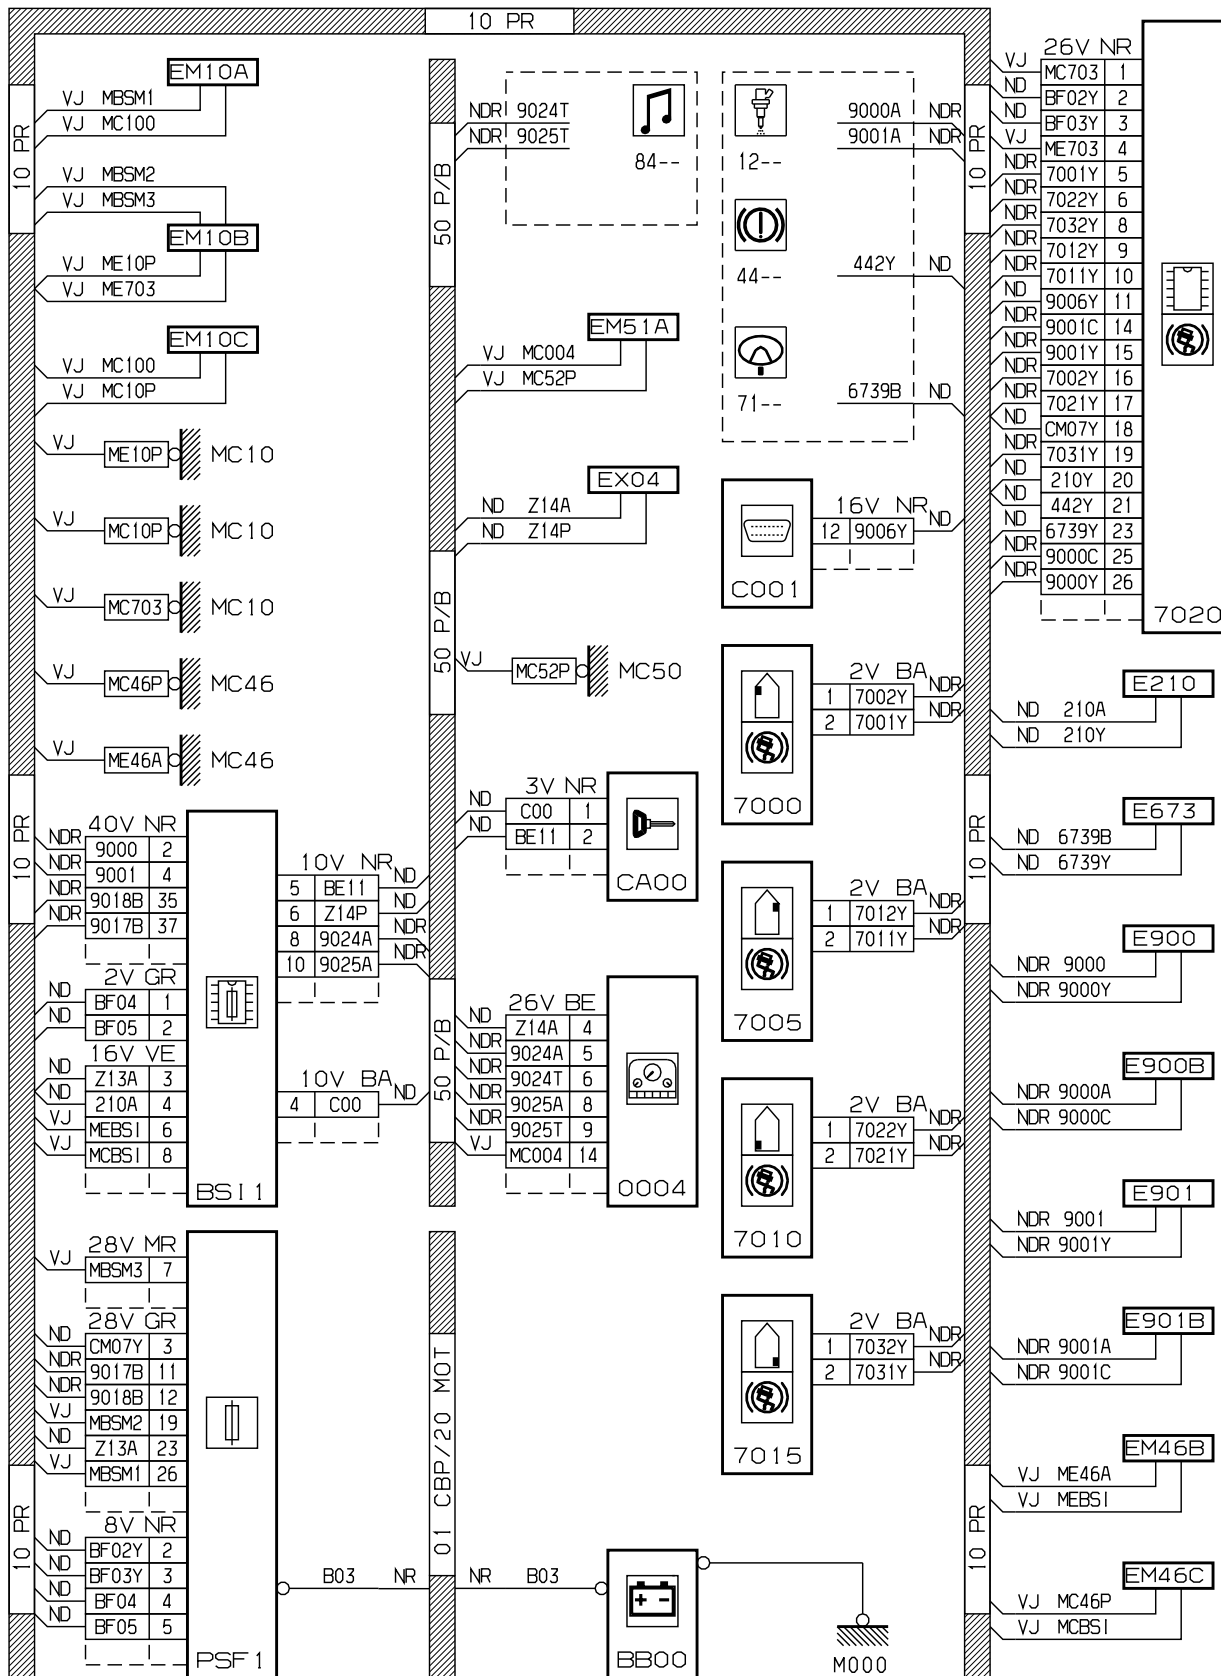 10 PR
10 PR
EM10A
VJ MBSM1
VJ MC100
VJ MBSM2
VJ MBSM3
EM10B
VJ ME10P
VJ ME703
EM10C
VJ MC100
VJ MC10P
VJ ME10P MC10
VJ MC10P MC10
VJ MC703 MC10
VJ MC46P MC46
VJ ME46A MC46
10 PR
40V NR
NDR 9000 2
NDR 9001 4
NDR 9018B 35
NDR 9017B 37
2V GR
ND BF04 1
ND BF05 2
16V VE
ND Z13A 3
ND 210A 4
VJ MEBSI 6
VJ MCBSI 8
BSI1
10V NR
5 BE11 ND
6 Z14P ND
8 9024A NDR
10 9025A NDR
10V BA
4 C00 ND
28V MR
VJ MBSM3 7
28V GR
ND CM07Y 3
NDR 9017B 11
NDR 9018B 12
VJ MBSM2 19
ND Z13A 23
VJ MBSM1 26
10 PR
8V NR
ND BF02Y 2
ND BF03Y 3
ND BF04 4
ND BF05 5
PSF1
B03 NR
01 CBP/20 MOT
NR B03
BB00
M000
50 P/B
NDR 9024T
NDR 9025T
84--
EM51A
VJ MC004
VJ MC52P
EX04
ND Z14A
ND Z14P
50 P/B
VJ MC52P MC50
3V NR
ND C00 1
ND BE11 2
CA00
50 P/B
26V BE
ND Z14A 4
NDR 9024A 5
NDR 9024T 6
NDR 9025A 8
NDR 9025T 9
VJ MC004 14
0004
12--
9000A NDR
9001A NDR
44--
442Y ND
71--
6739B ND
C001
16V NR
12 9006Y ND
7000
2V BA
1 7002Y NDR
2 7001Y NDR
7005
2V BA
1 7012Y NDR
2 7011Y NDR
7010
2V BA
1 7022Y NDR
2 7021Y NDR
7015
2V BA
1 7032Y NDR
2 7031Y NDR
10 PR
10 PR
10 PR
26V NR
VJ MC703 1
ND BF02Y 2
ND BF03Y 3
VJ ME703 4
NDR 7001Y 5
NDR 7022Y 6
NDR 7032Y 8
NDR 7012Y 9
NDR 7011Y 10
ND 9006Y 11
NDR 9001C 14
NDR 9001Y 15
NDR 7002Y 16
NDR 7021Y 17
ND CM07Y 18
NDR 7031Y 19
ND 210Y 20
ND 442Y 21
ND 6739Y 23
NDR 9000C 25
NDR 9000Y 26
7020
E210
ND 210A
ND 210Y
E673
ND 6739B
ND 6739Y
E900
NDR 9000
NDR 9000Y
E900B
NDR 9000A
NDR 9000C
E901
NDR 9001
NDR 9001Y
E901B
NDR 9001A
NDR 9001C
EM46B
VJ ME46A
VJ MEBSI
EM46C
VJ MC46P
VJ MCBSI